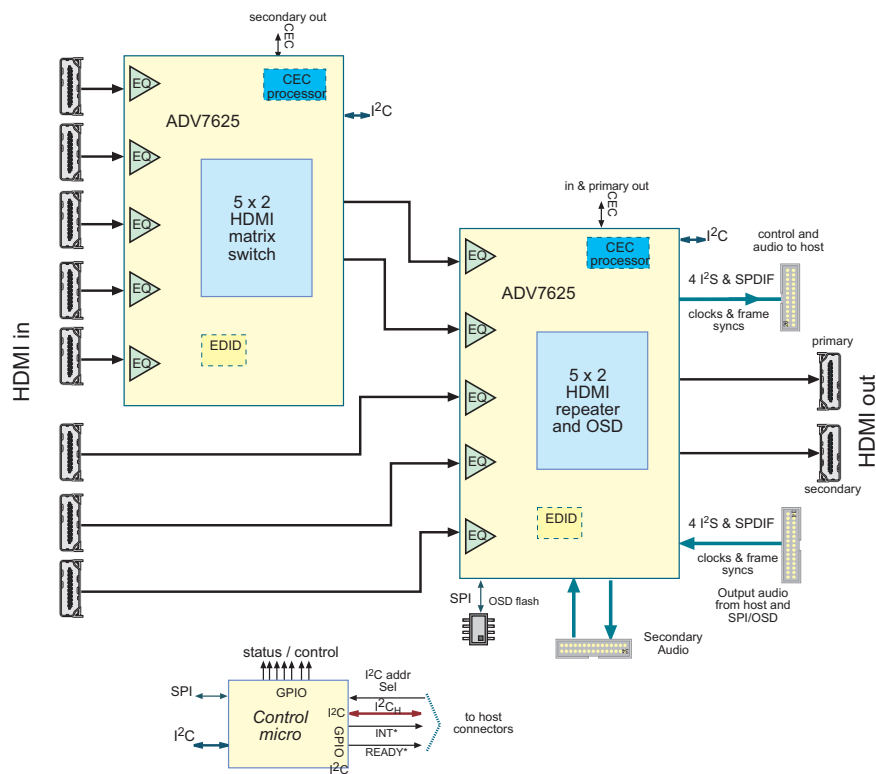 secondary out
CEC
EQ
CEC
processor
ADV7625
I²C
EQ
5 x 2
HDMI
matrix
switch
EQ
EQ
EDID
EQ
HDMI in
in & primary out
CEC
EQ
CEC
processor
I²C
ADV7625
control and
audio to host
4 I²S & SPDIF
clocks & frame
syncs
EQ
5 x 2
HDMI
repeater
and OSD
primary
EQ
HDMI out
EQ
secondary
EDID
EQ
4 I²S & SPDIF
clocks & frame
syncs
Output audio
from host and
SPI/OSD
SPI
OSD flash
Secondary
Audio
status / control
GPIO
SPI
Control
micro
I²C
I²C addr
Sel
I²C
I²CH
GPIO
INT*
READY*
I²C
to host
connectors